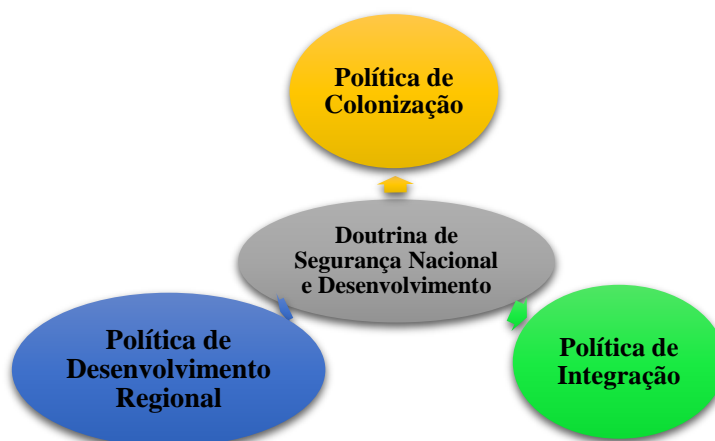 Política de
Colonização
Doutrina de
Segurança Nacional
e Desenvolvimento
Política de
Desenvolvimento
Regional
Política de
Integração